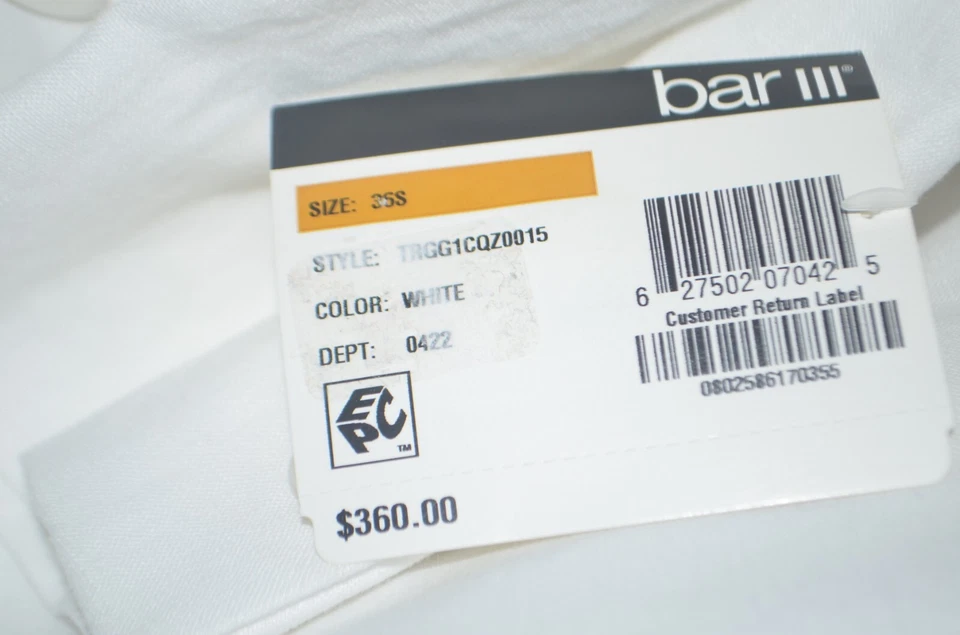 bar III®
SIZE: 36S
STYLE: TRGG1CQZ0015
COLOR: WHITE
DEPT: 0422
EPC™
$360.00
6 27502 07042 5
Customer Return Label
0802586170355